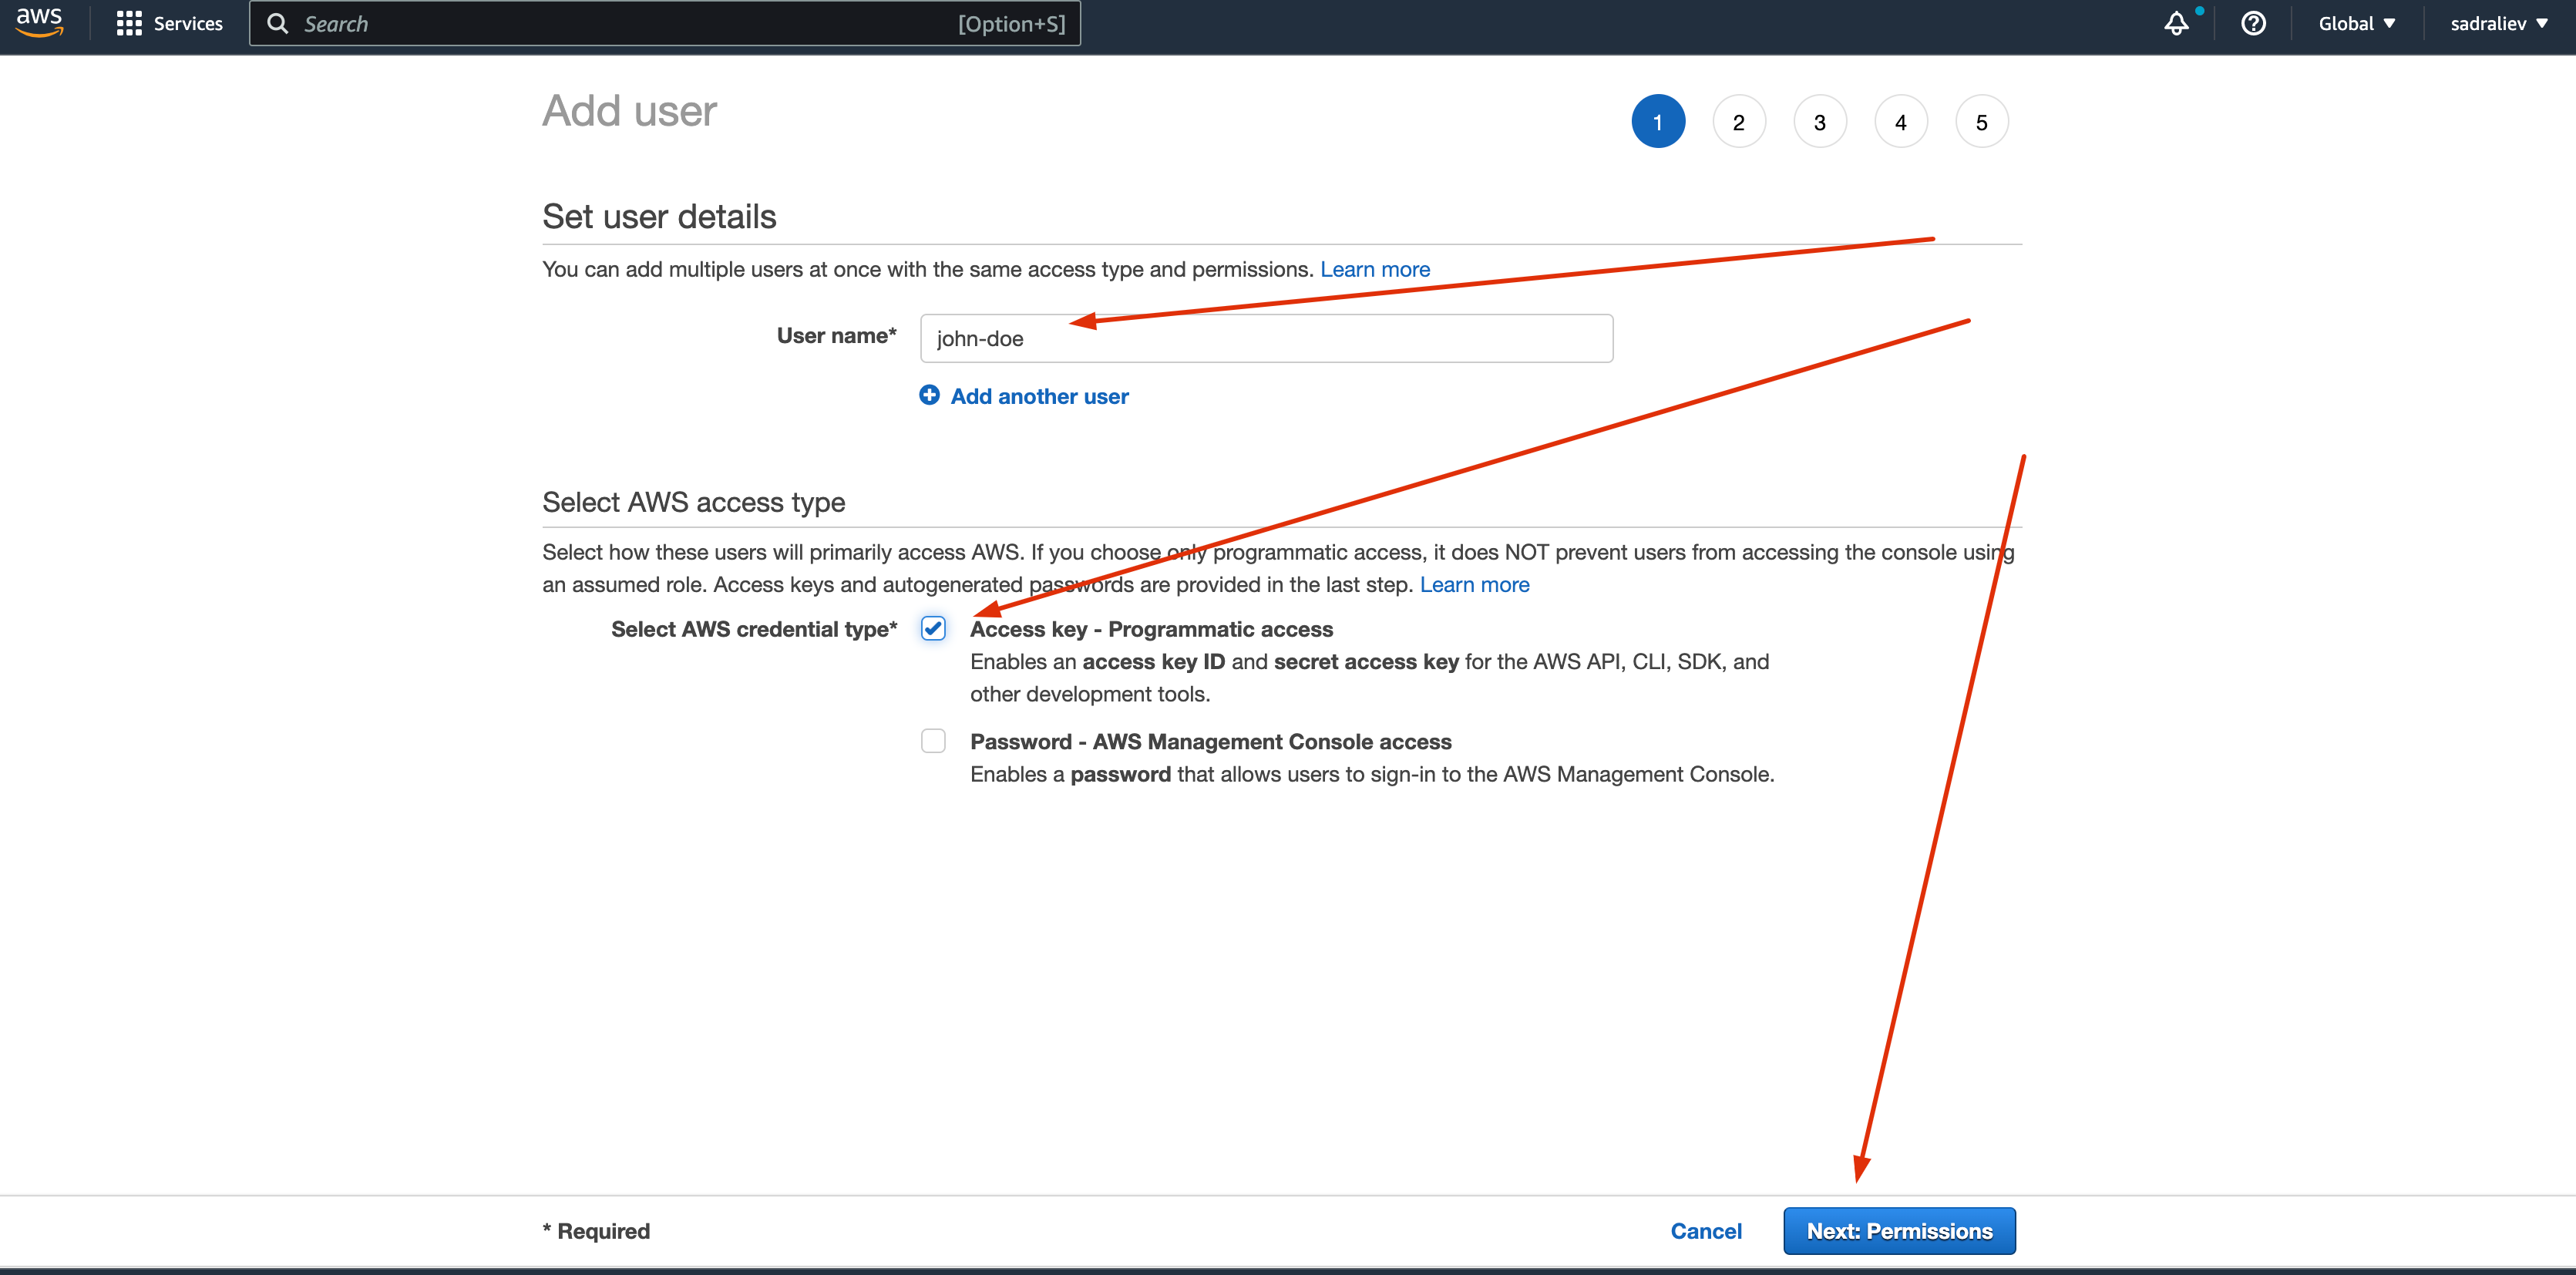 aws Services Search [Option+S] Global sadraliev
Add user
1 2 3 4 5
Set user details
You can add multiple users at once with the same access type and permissions. Learn more
User name* john-doe
Add another user
Select AWS access type
Select how these users will primarily access AWS. If you choose only programmatic access, it does NOT prevent users from accessing the console using
an assumed role. Access keys and autogenerated passwords are provided in the last step. Learn more
Select AWS credential type* Access key - Programmatic access
Enables an access key ID and secret access key for the AWS API, CLI, SDK, and
other development tools.
Password - AWS Management Console access
Enables a password that allows users to sign-in to the AWS Management Console.
* Required Cancel Next: Permissions